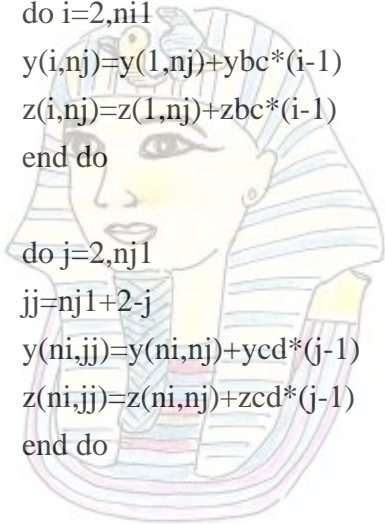 do i=2,ni1
y(i,nj)=y(1,nj)+ybc*(i-1)
z(i,nj)=z(1,nj)+zbc*(i-1)
end do
do j=2,nj1
jj=nj1+2-j
y(ni,jj)=y(ni,nj)+ycd*(j-1)
z(ni,jj)=z(ni,nj)+zcd*(j-1)
end do